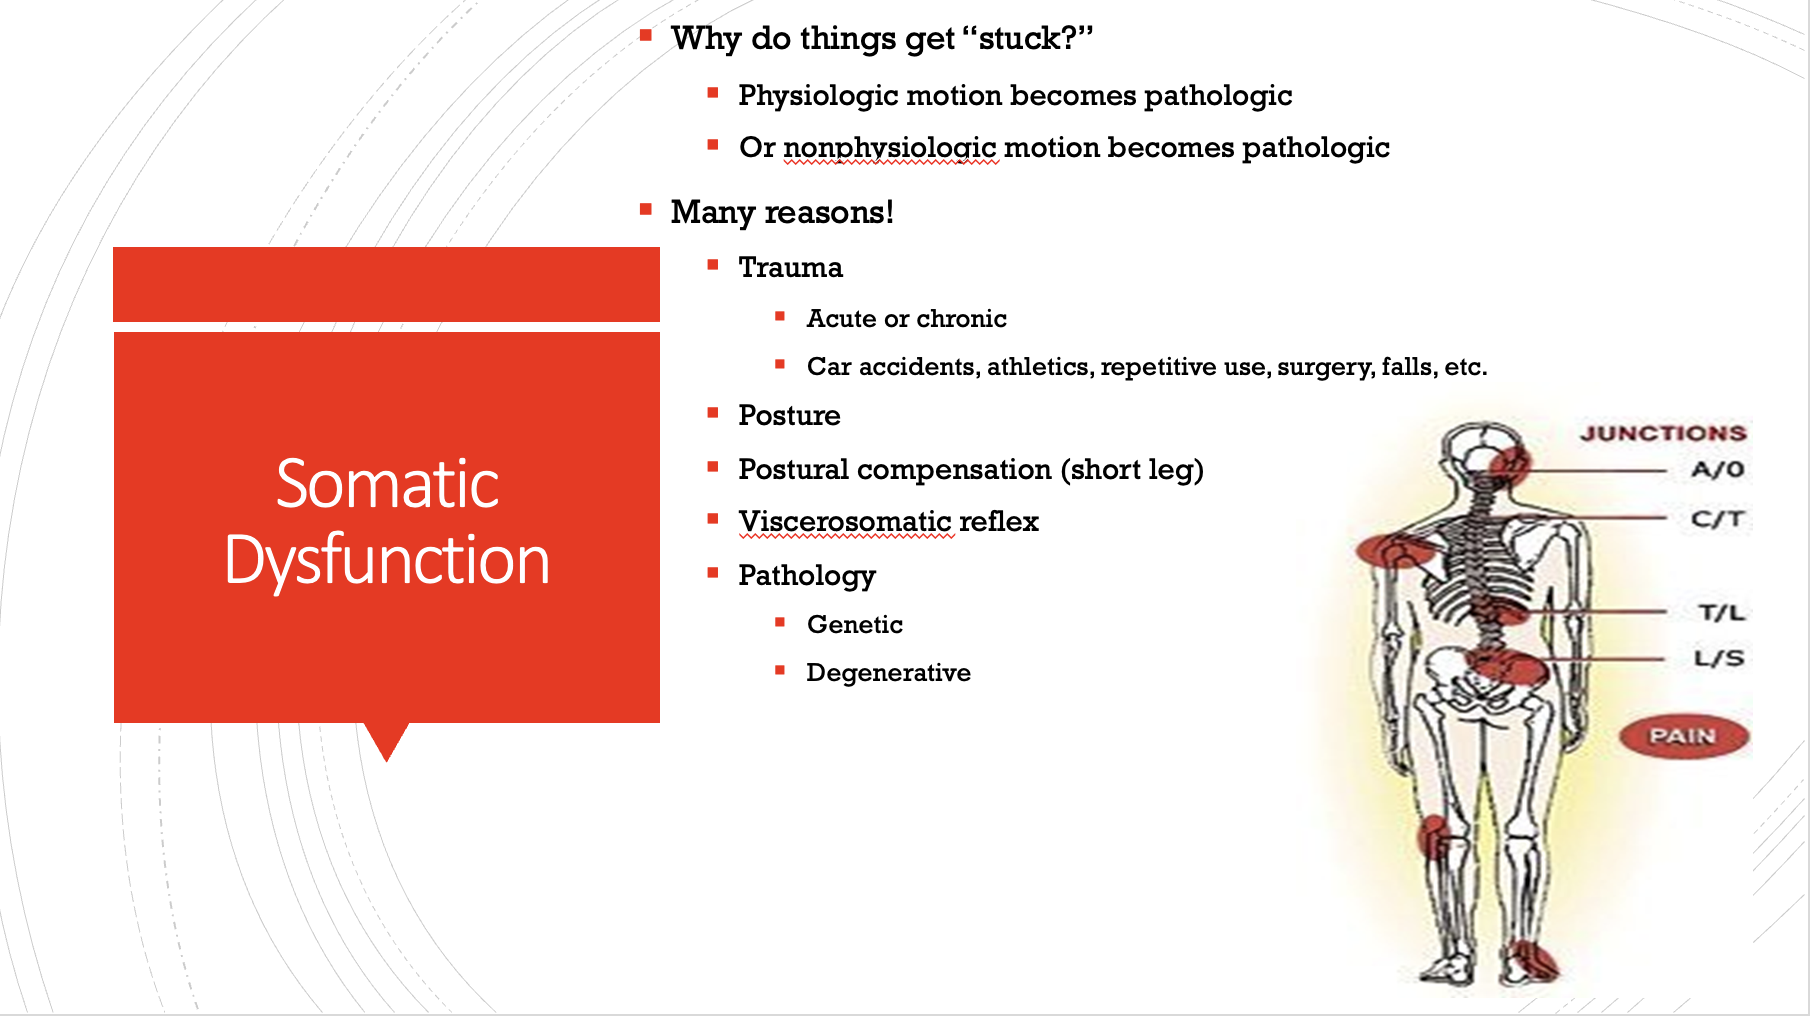 Somatic
Dysfunction
Why do things get “stuck?”
Physiologic motion becomes pathologic
Or nonphysiologic motion becomes pathologic
Many reasons!
Trauma
Acute or chronic
Car accidents, athletics, repetitive use, surgery, falls, etc.
Posture
Postural compensation (short leg)
Viscerosomatic reflex
Pathology
Genetic
Degenerative
JUNCTIONS
A/O
C/T
T/L
L/S
PAIN